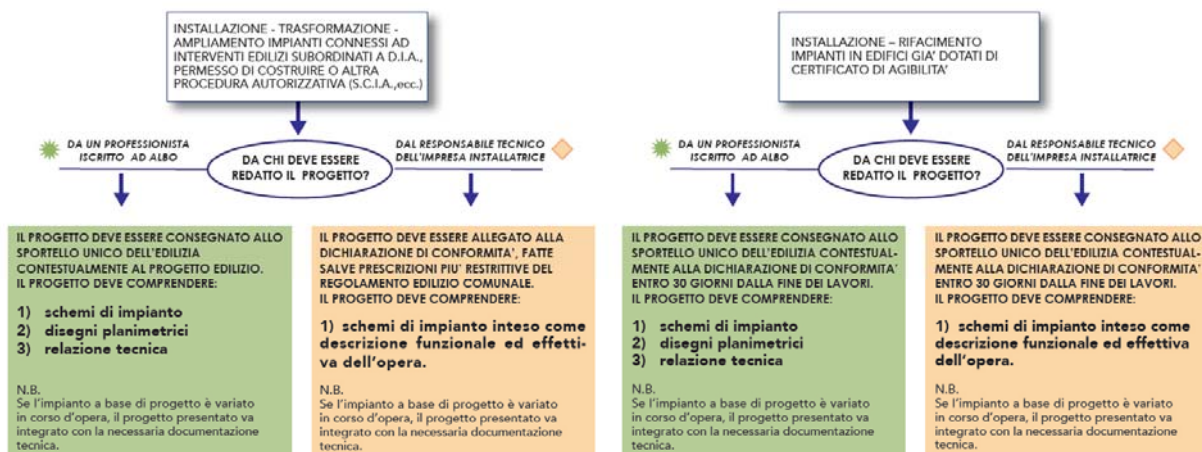 INSTALLAZIONE - TRASFORMAZIONE -
AMPLIAMENTO IMPIANTI CONNESSI AD
INTERVENTI EDILIZI SUBORDINATI A D.I.A.,
PERMESSO DI COSTRUIRE O ALTRA
PROCEDURA AUTORIZZATIVA (S.C.I.A.,ecc.)
DA UN PROFESSIONISTA
ISCRITTO AD ALBO
DA CHI DEVE ESSERE
REDATTO IL PROGETTO?
DAL RESPONSABILE TECNICO
DELL'IMPRESA INSTALLATRICE
IL PROGETTO DEVE ESSERE CONSEGNATO ALLO
SPORTELLO UNICO DELL'EDILIZIA
CONTESTUALMENTE AL PROGETTO EDILIZIO.
IL PROGETTO DEVE COMPRENDERE:
1) schemi di impianto
2) disegni planimetrici
3) relazione tecnica
N.B.
Se l'impianto a base di progetto è variato
in corso d'opera, il progetto presentato va
integrato con la necessaria documentazione
tecnica.
IL PROGETTO DEVE ESSERE ALLEGATO ALLA
DICHIARAZIONE DI CONFORMITA', FATTE
SALVE PRESCRIZIONI PIU' RESTRITTIVE DEL
REGOLAMENTO EDILIZIO COMUNALE.
IL PROGETTO DEVE COMPRENDERE:
1) schemi di impianto inteso come
descrizione funzionale ed effetti-
va dell'opera.
N.B.
Se l'impianto a base di progetto è variato
in corso d'opera, il progetto presentato va
integrato con la necessaria documentazione
tecnica.
INSTALLAZIONE – RIFACIMENTO
IMPIANTI IN EDIFICI GIA' DOTATI DI
CERTIFICATO DI AGIBILITA'
DA UN PROFESSIONISTA
ISCRITTO AD ALBO
DA CHI DEVE ESSERE
REDATTO IL PROGETTO?
DAL RESPONSABILE TECNICO
DELL'IMPRESA INSTALLATRICE
IL PROGETTO DEVE ESSERE CONSEGNATO ALLO
SPORTELLO UNICO DELL'EDILIZIA CONTESTUAL-
MENTE ALLA DICHIARAZIONE DI CONFORMITA'
ENTRO 30 GIORNI DALLA FINE DEI LAVORI.
IL PROGETTO DEVE COMPRENDERE:
1) schemi di impianto
2) disegni planimetrici
3) relazione tecnica
N.B.
Se l'impianto a base di progetto è variato
in corso d'opera, il progetto presentato va
integrato con la necessaria documentazione
tecnica.
IL PROGETTO DEVE ESSERE CONSEGNATO ALLO
SPORTELLO UNICO DELL'EDILIZIA CONTESTUAL-
MENTE ALLA DICHIARAZIONE DI CONFORMITA'
ENTRO 30 GIORNI DALLA FINE DEI LAVORI.
IL PROGETTO DEVE COMPRENDERE:
1) schemi di impianto inteso come
descrizione funzionale ed effettiva
dell'opera.
N.B.
Se l'impianto a base di progetto è variato
in corso d'opera, il progetto presentato va
integrato con la necessaria documentazione
tecnica.